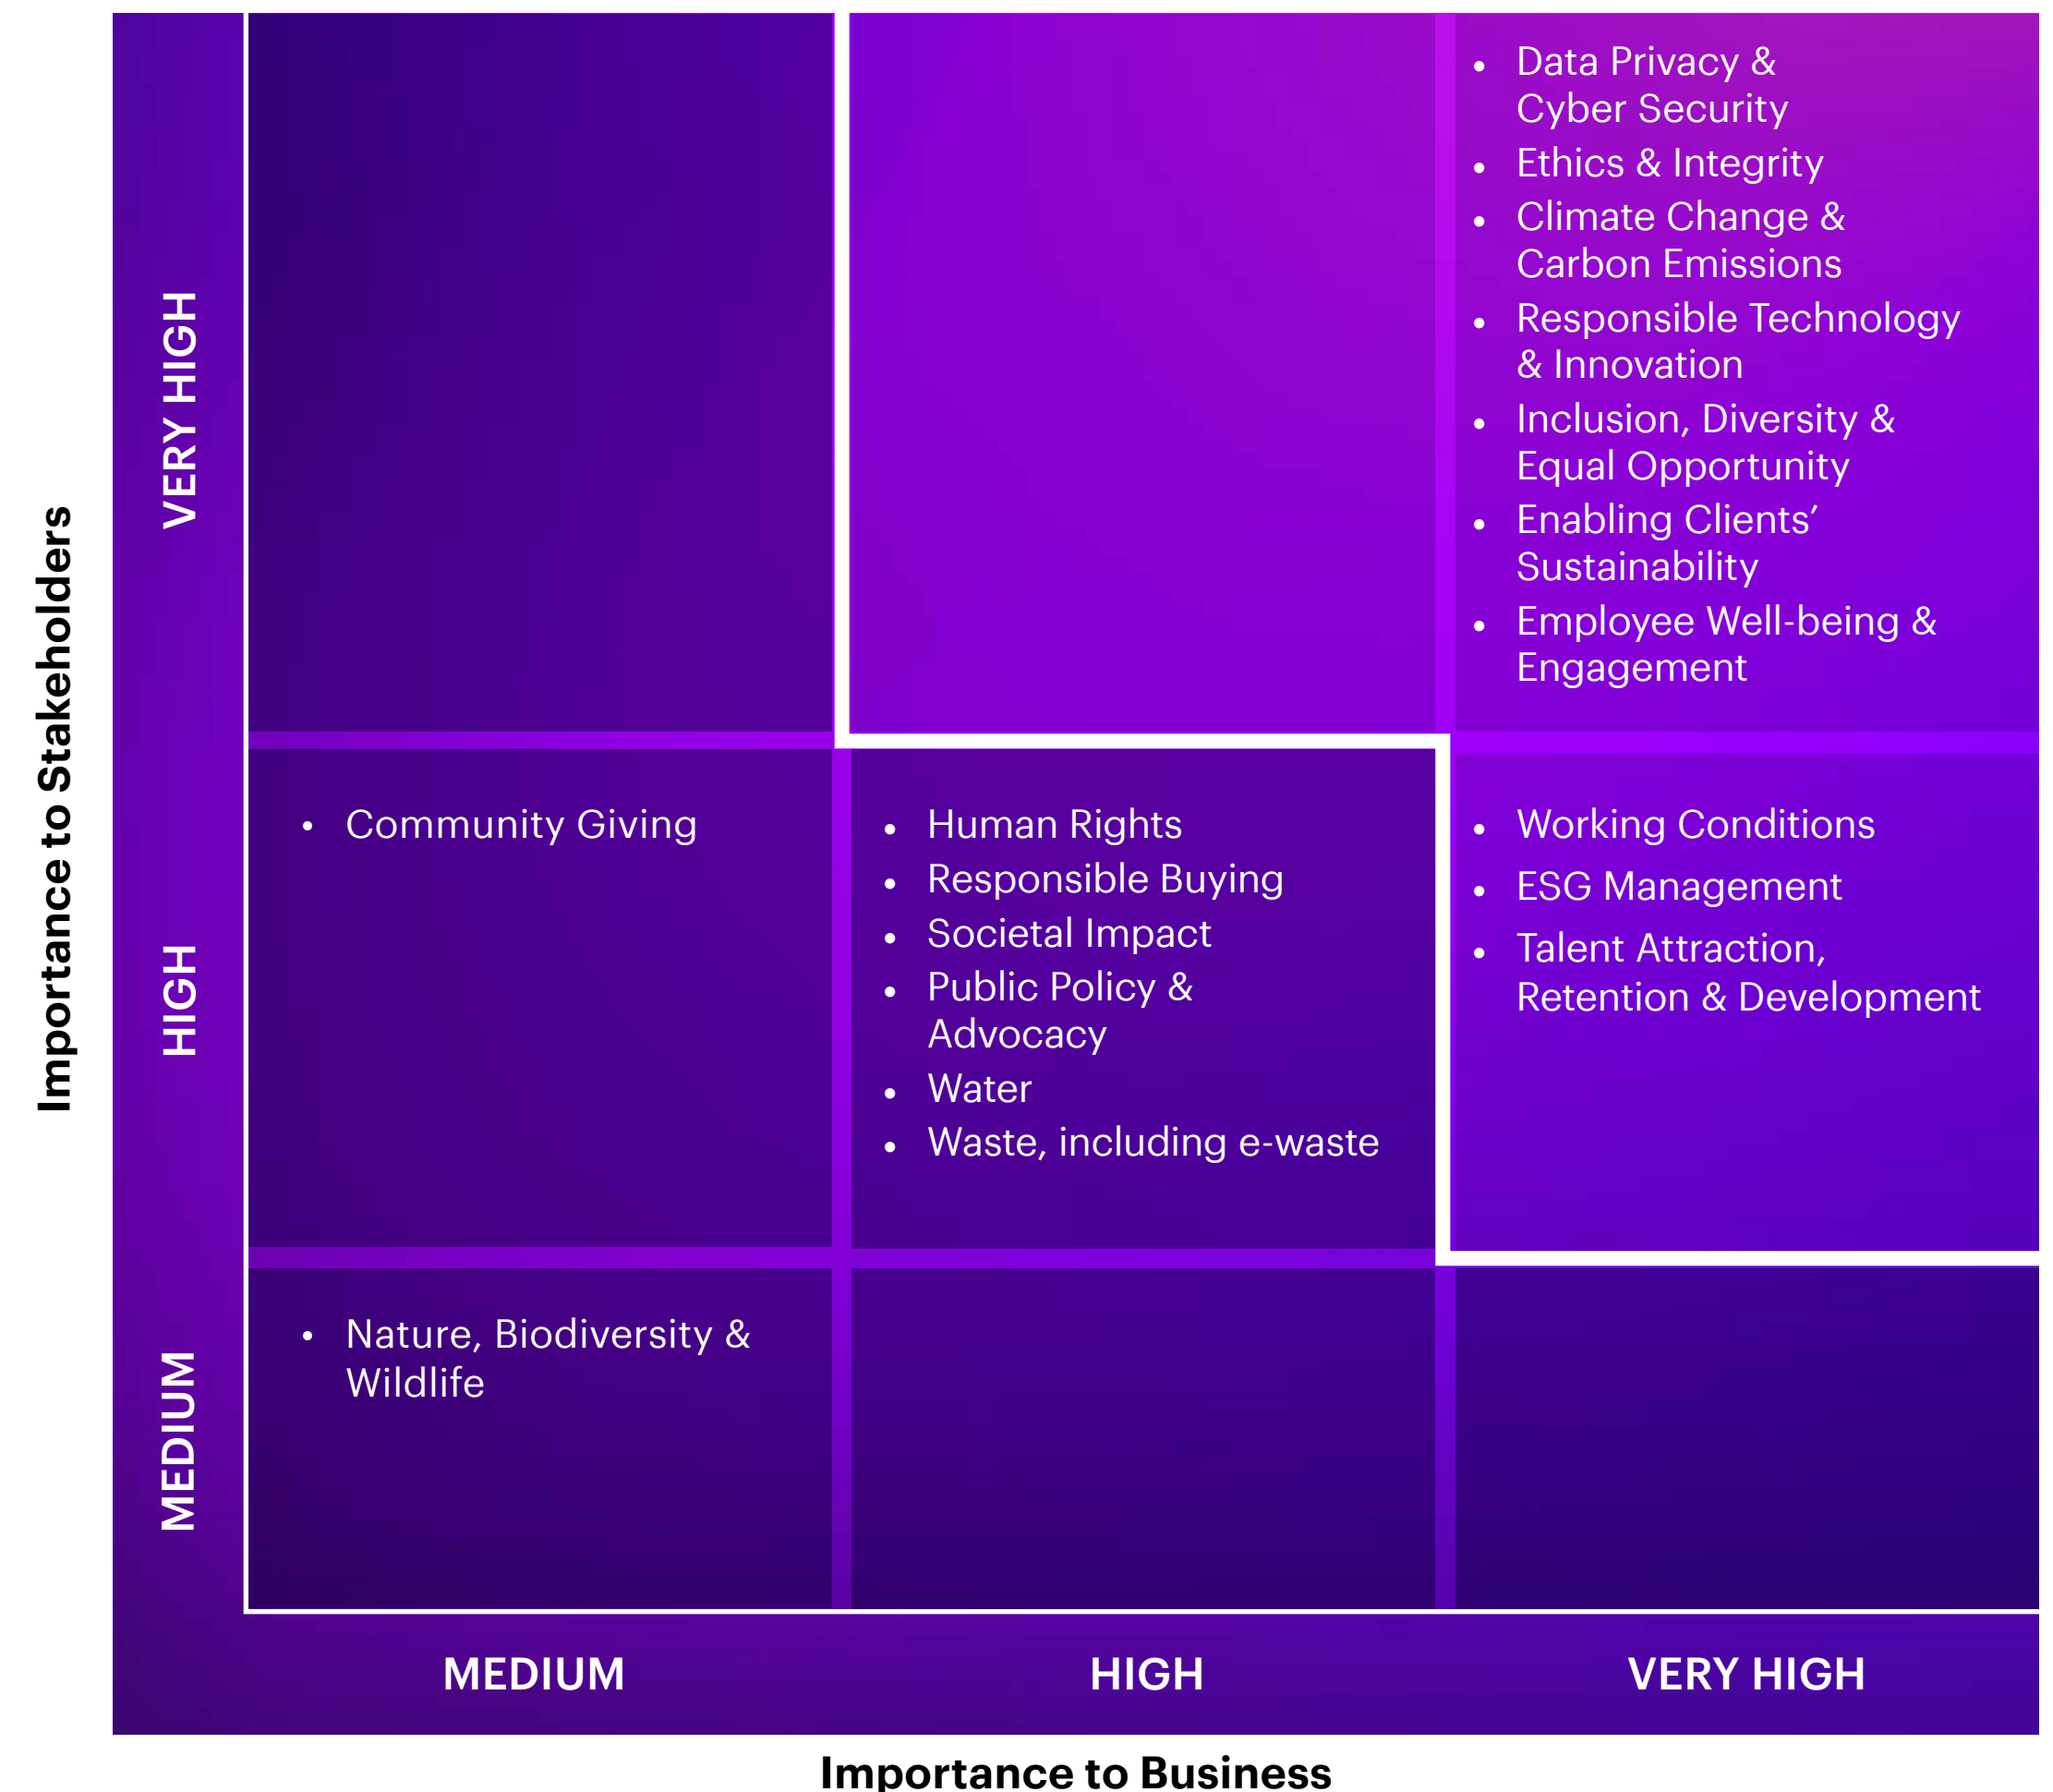 Importance to Stakeholders
VERY HIGH
• Data Privacy &
Cyber Security
• Ethics & Integrity
• Climate Change &
Carbon Emissions
• Responsible Technology
& Innovation
• Inclusion, Diversity &
Equal Opportunity
• Enabling Clients’
Sustainability
• Employee Well-being &
Engagement
HIGH
• Community Giving
• Human Rights
• Responsible Buying
• Societal Impact
• Public Policy &
Advocacy
• Water
• Waste, including e-waste
• Working Conditions
• ESG Management
• Talent Attraction,
Retention & Development
MEDIUM
• Nature, Biodiversity &
Wildlife
MEDIUM
HIGH
VERY HIGH
Importance to Business